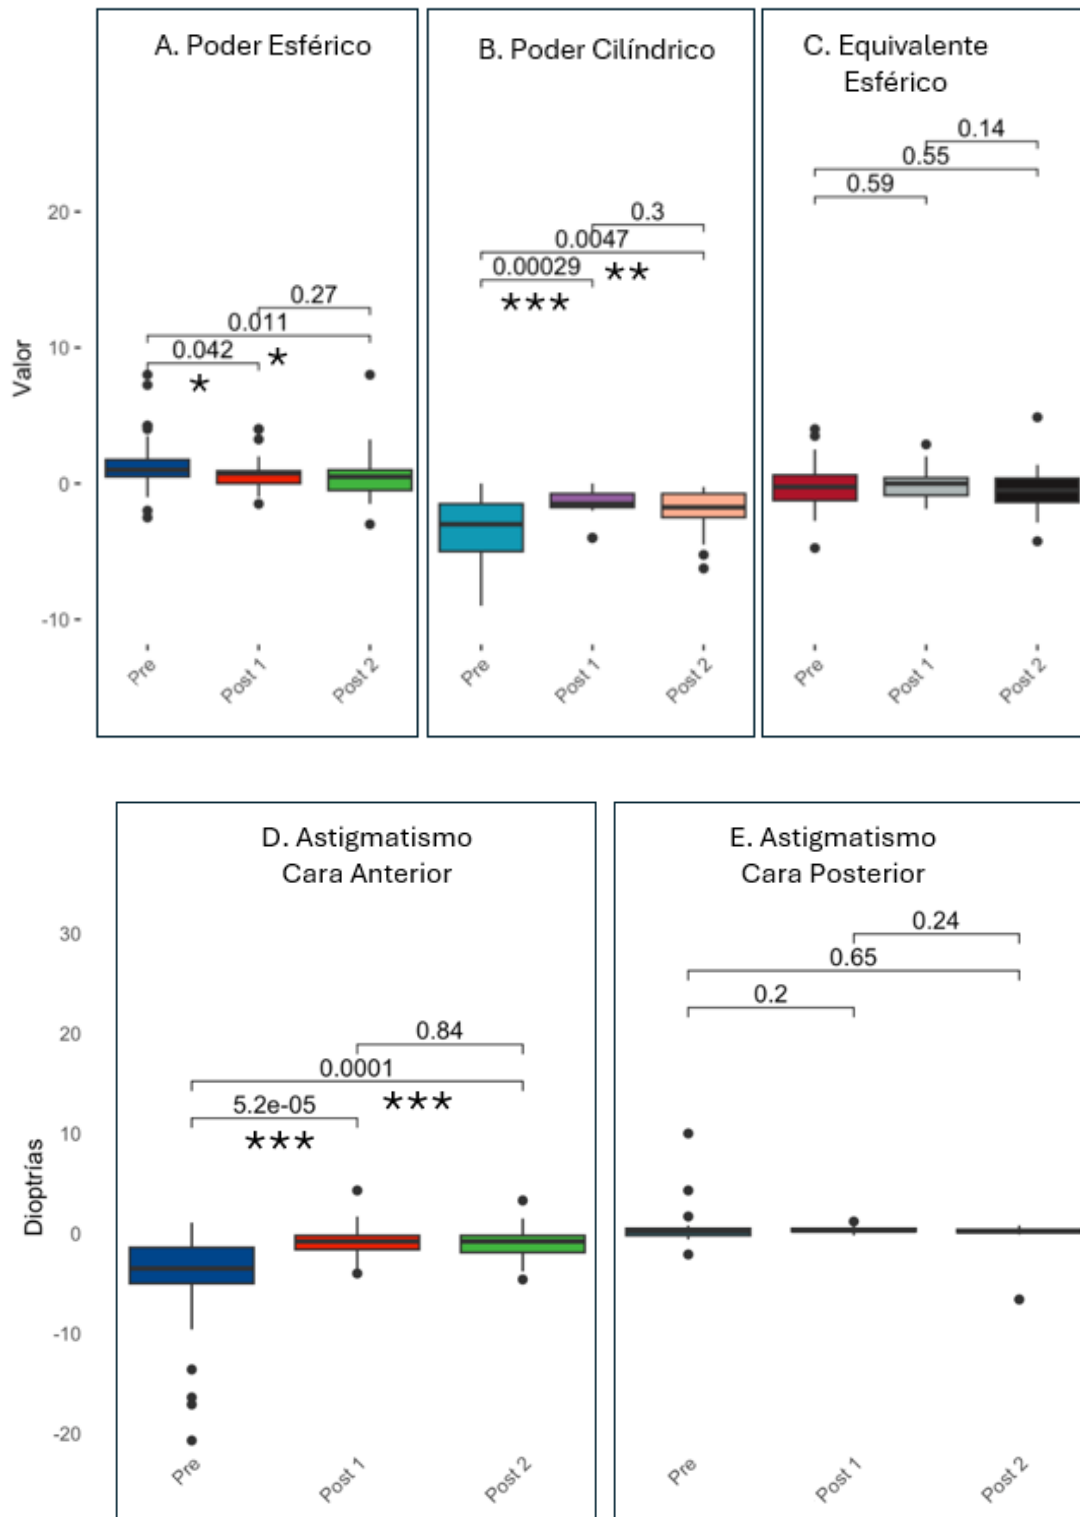 A. Poder Esférico
B. Poder Cilíndrico
C. Equivalente
Esférico
0.14
0.55
0.59
20
0.3
0.0047
**
0.00029
***
0.27
0.011
*
0.042
*
Valor
10
0
-10
Pre
Post 1
Post 2
Pre
Post 1
Post 2
Pre
Post 1
Post 2
D. Astigmatismo
Cara Anterior
E. Astigmatismo
Cara Posterior
30
0.24
0.65
0.2
20
0.84
0.0001
***
5.2e-05
***
10
Dioptrías
0
-10
-20
Pre
Post 1
Post 2
Pre
Post 1
Post 2